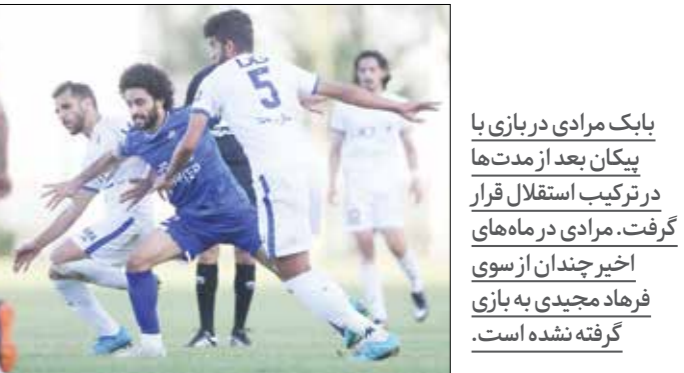 بابک مرادی در بازی با
پیکان بعد از مدت‌ها
در ترکیب استقلال قرار
گرفت. مرادی در ماه‌های
اخیر چندان از سوی
فرهاد مجیدی به بازی
گرفته نشده است.
5